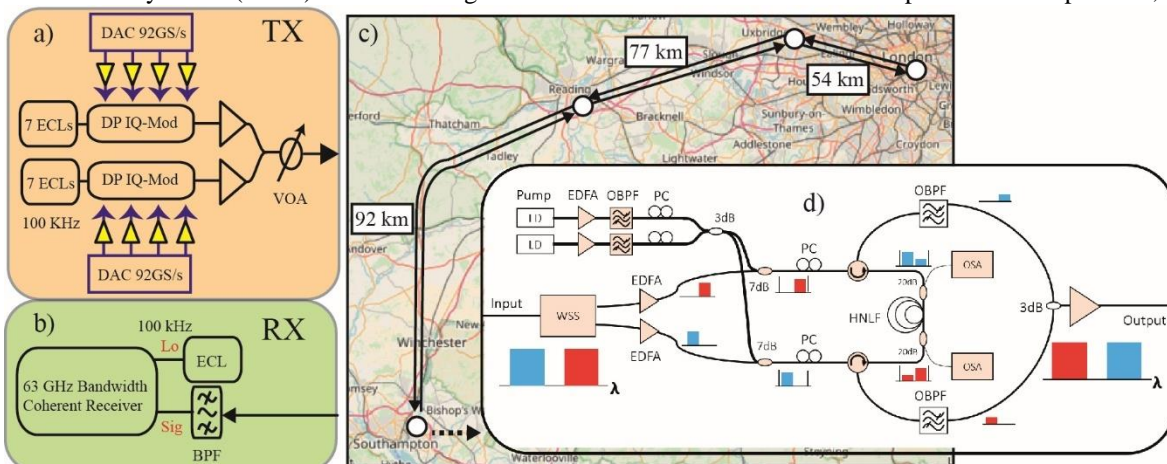 a)
DAC 92GS/s
TX
7 ECLs
DP IQ-Mod
7 ECLs
DP IQ-Mod
100 KHz
VOA
DAC 92GS/s
b)
RX
100 kHz
Lo
ECL
63 GHz Bandwidth
Coherent Receiver
Sig
BPF
c)
77 km
54 km
92 km
Uxbridge
Wembley
Holloway
London
Windsor
Reading
Bracknell
Thatcham
Tadley
Sunbury-on-
Thames
Wimbledon
Addlestone
Croydon
Lightwater
Andover
Winchester
Southampton
Waterlooville
d)
Pump
EDFA
OBPF
PC
LD
LD
3dB
Input
WSS
EDFA
EDFA
7dB
7dB
PC
PC
OBPF
OSA
20dB
HNLF
20dB
OSA
3dB
Output
OBPF
λ
λ